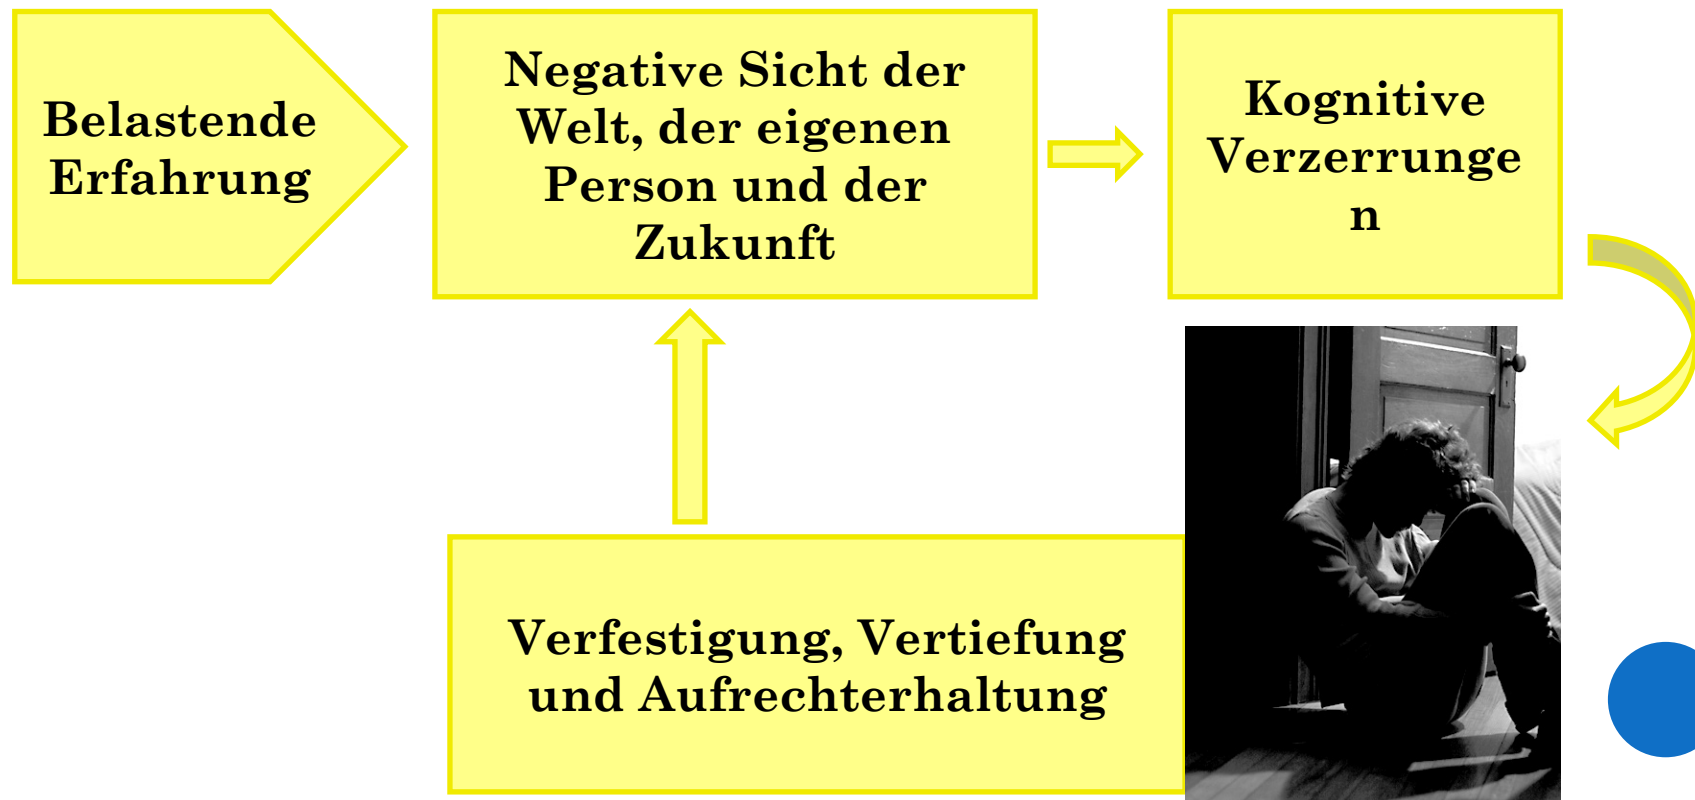 Belastende
Erfahrung
Negative Sicht der
Welt, der eigenen
Person und der
Zukunft
Kognitive
Verzerrunge
n
Verfestigung, Vertiefung
und Aufrechterhaltung